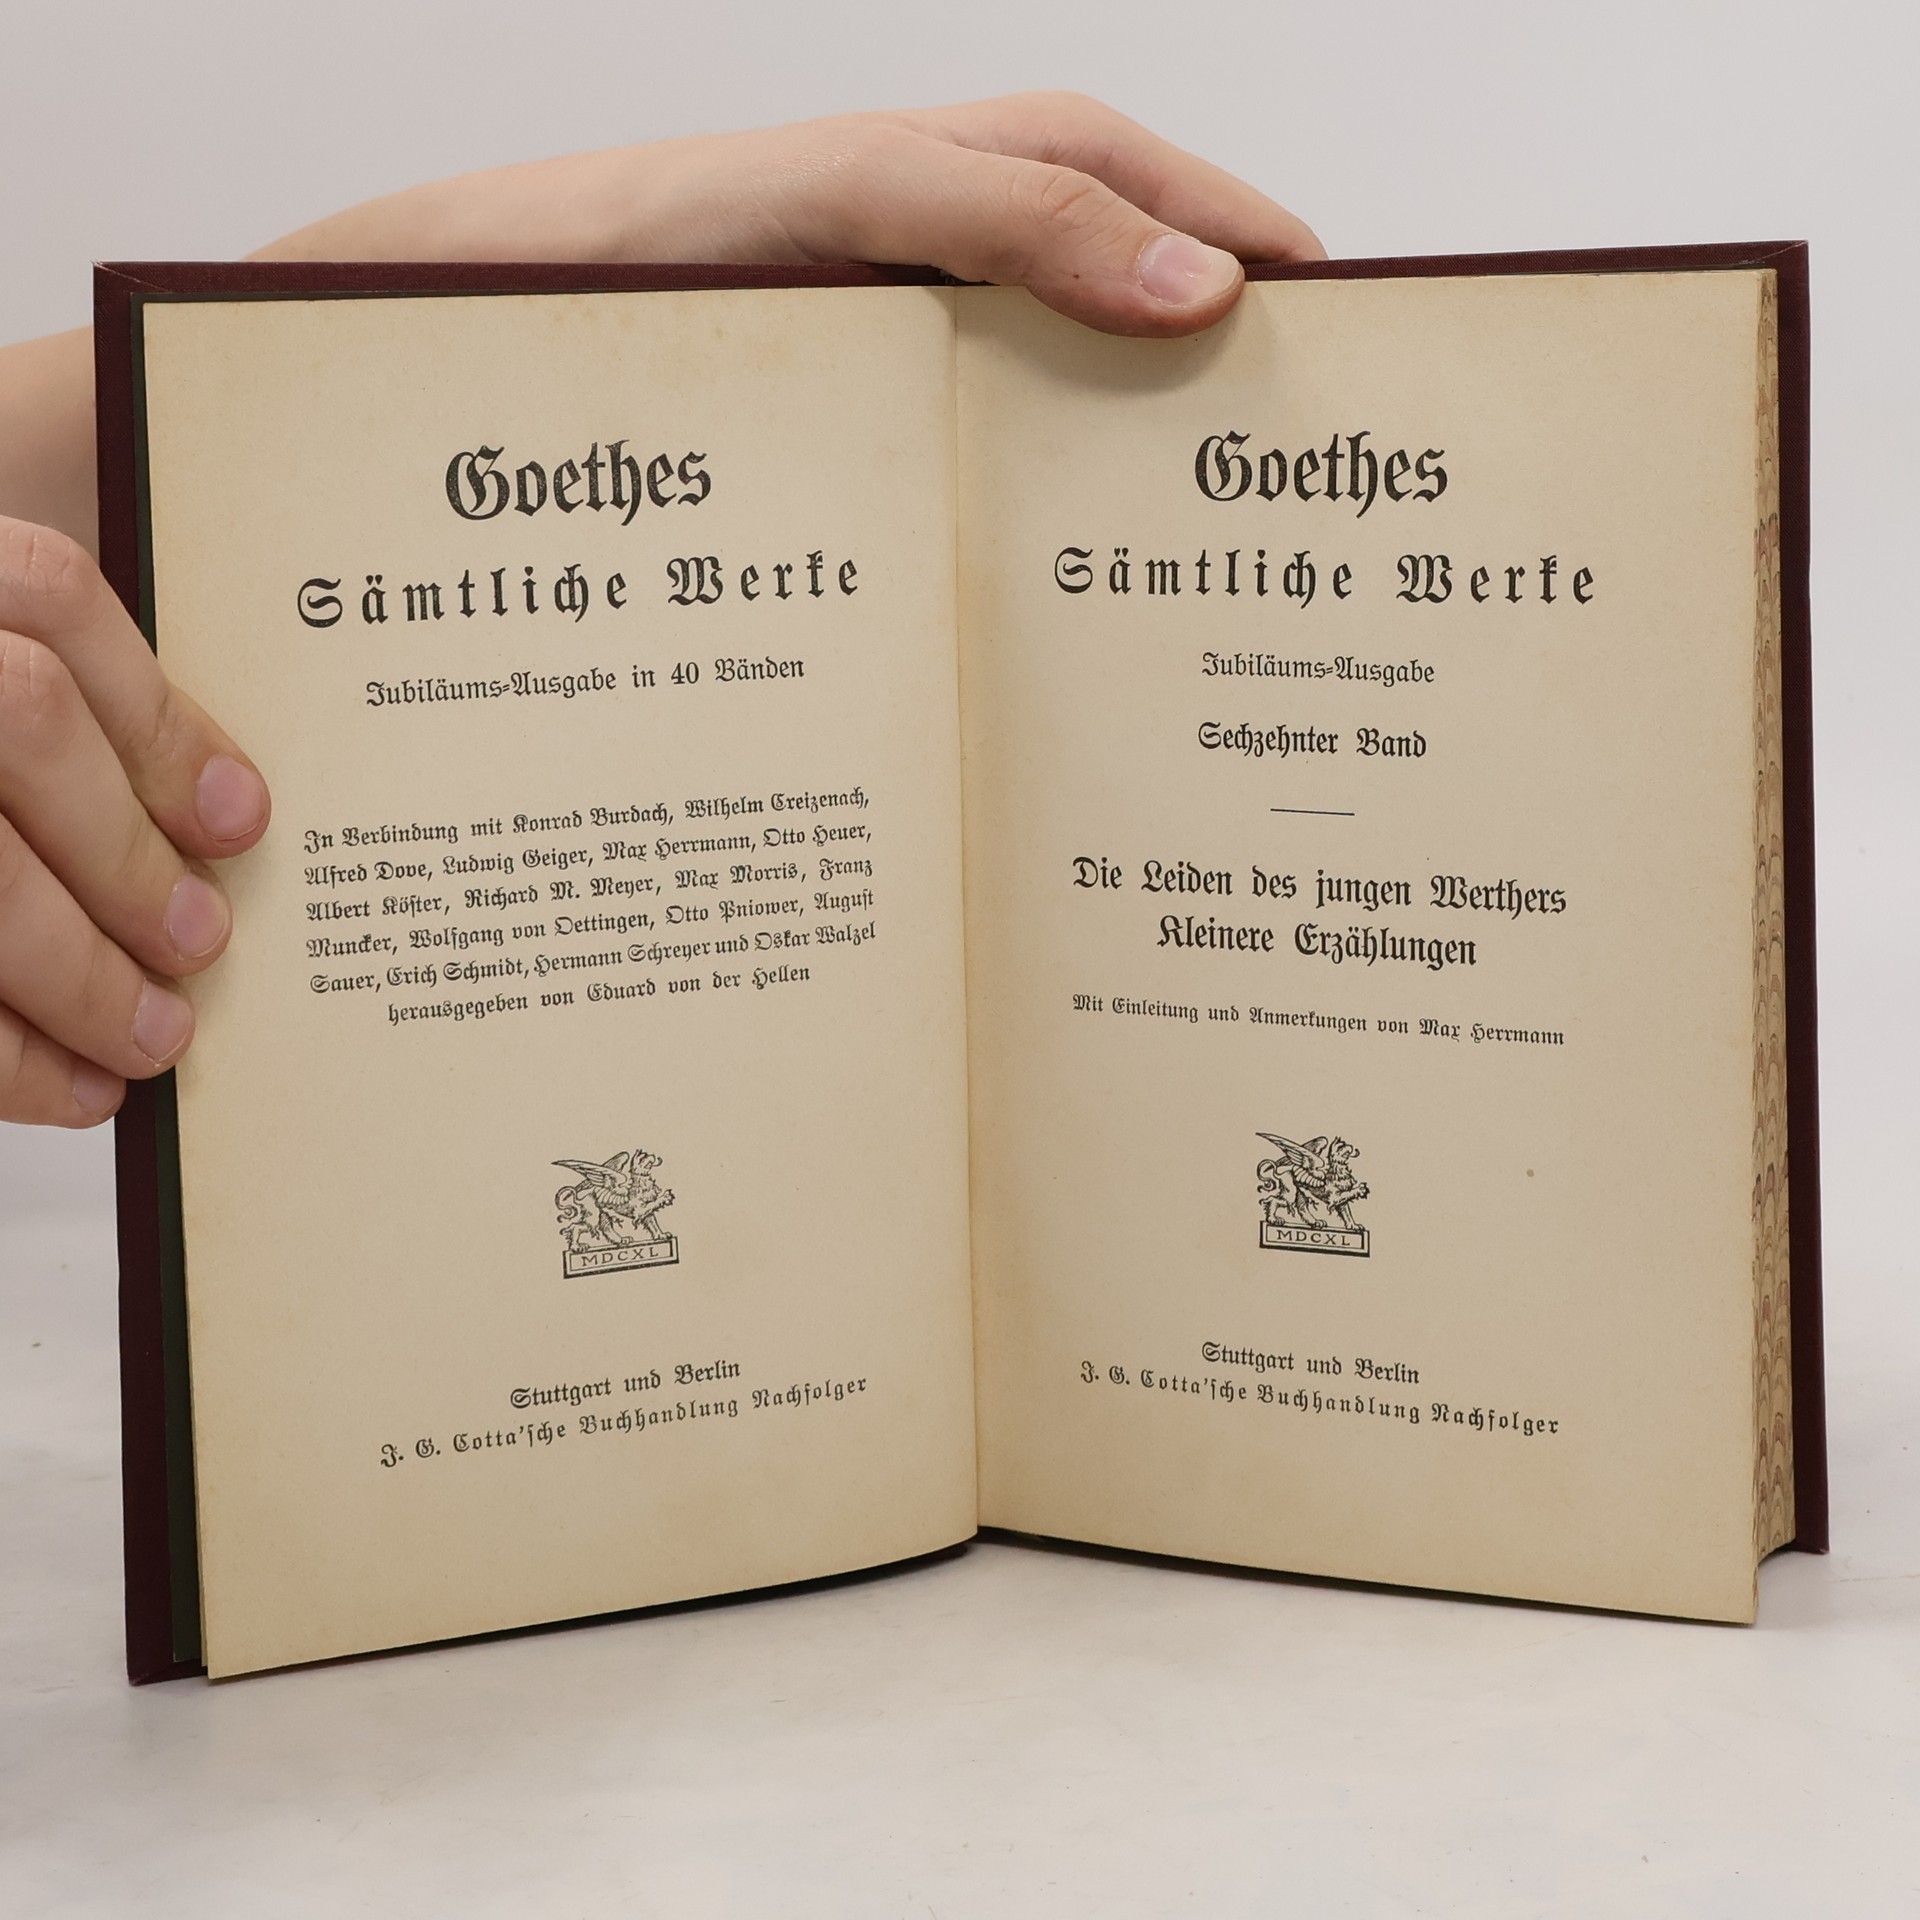 Goethes
Sämtliche Werke
Jubiläums-Ausgabe in 40 Bänden
In Verbindung mit Konrad Burdach, Wilhelm Creizenach,
Alfred Dove, Ludwig Geiger, Max Herrmann, Otto Heuer,
Albert Köster, Richard M. Meyer, Max Morris, Franz
Muncker, Wolfgang von Oettingen, Otto Pniower, August
Sauer, Erich Schmidt, Hermann Schreyer und Oskar Walzel
herausgegeben von Eduard von der Hellen
MDCXL
Stuttgart und Berlin
J. G. Cotta'sche Buchhandlung Nachfolger
Goethes
Sämtliche Werke
Jubiläums-Ausgabe
Sechzehnter Band
Die Leiden des jungen Werthers
Kleinere Erzählungen
Mit Einleitung und Anmerkungen von Max Herrmann
MDCXL
Stuttgart und Berlin
J. G. Cotta'sche Buchhandlung Nachfolger